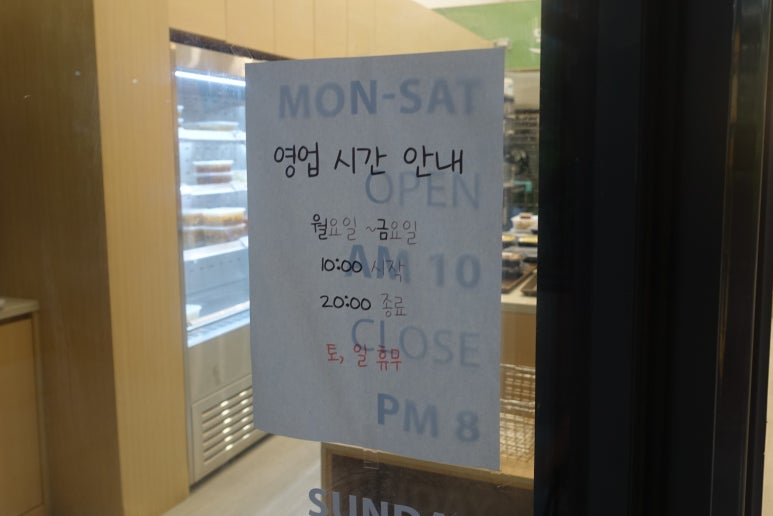 MON-SAT
영업 시간 안내
OPEN
월요일 ~금요일
AM 10
10:00 시작
20:00 종료
CLOSE
토, 일 휴무
PM 8